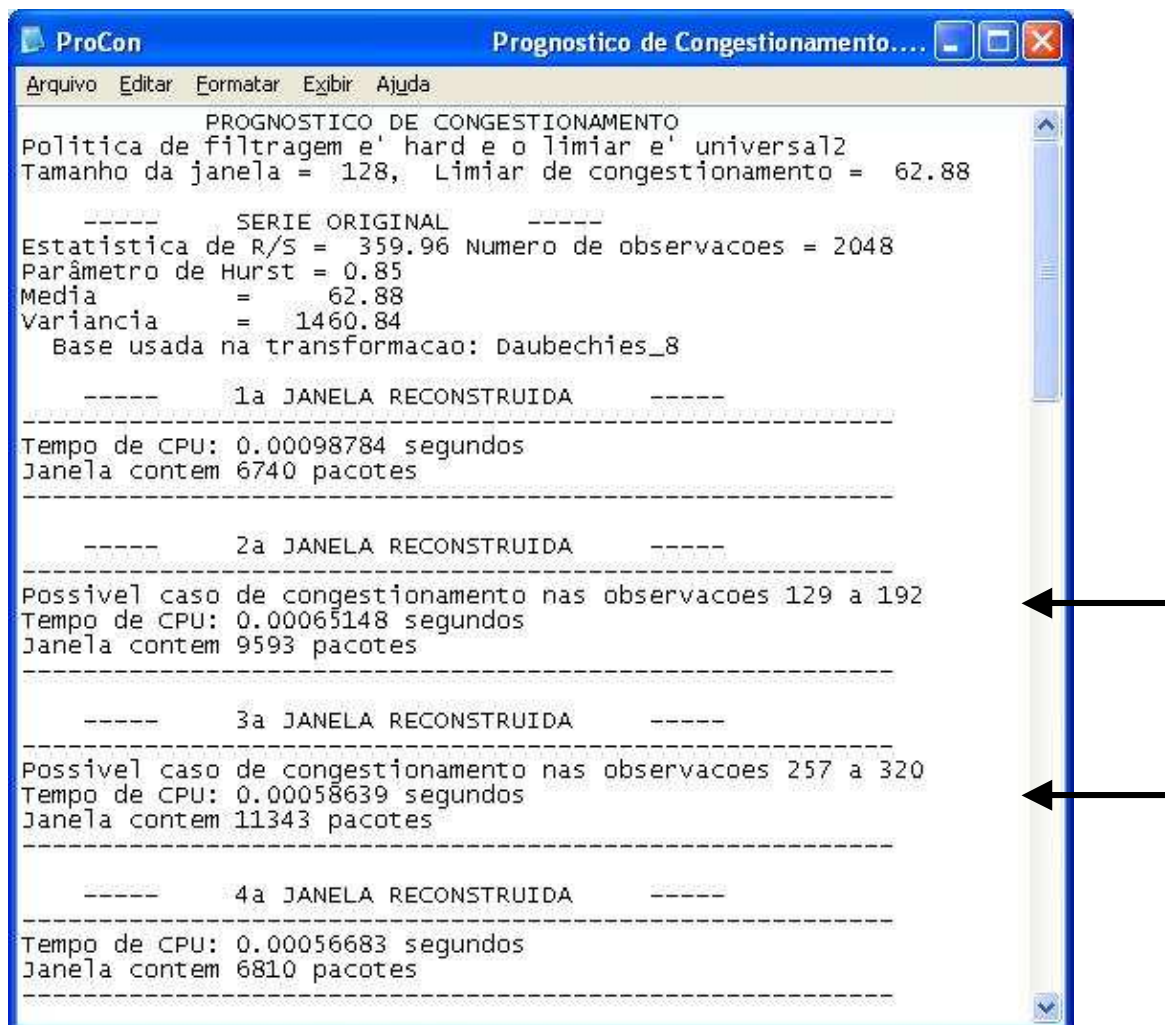 ProCon Prognostico de Congestionamento....
Arquivo Editar Formatar Exibir Ajuda
PROGNOSTICO DE CONGESTIONAMENTO
Politica de filtragem e' hard e o limiar e' universal2
Tamanho da janela = 128, Limiar de congestionamento = 62.88
----- SERIE ORIGINAL -----
Estatistica de R/S = 359.96 Numero de observacoes = 2048
Parâmetro de Hurst = 0.85
Media = 62.88
Variancia = 1460.84
Base usada na transformacao: Daubechies_8
----- 1a JANELA RECONSTRUIDA -----
---------------------------------------------------------
Tempo de CPU: 0.00098784 segundos
Janela contem 6740 pacotes
---------------------------------------------------------
----- 2a JANELA RECONSTRUIDA -----
---------------------------------------------------------
Possivel caso de congestionamento nas observacoes 129 a 192
Tempo de CPU: 0.00065148 segundos
Janela contem 9593 pacotes
---------------------------------------------------------
----- 3a JANELA RECONSTRUIDA -----
---------------------------------------------------------
Possivel caso de congestionamento nas observacoes 257 a 320
Tempo de CPU: 0.00058639 segundos
Janela contem 11343 pacotes
---------------------------------------------------------
----- 4a JANELA RECONSTRUIDA -----
---------------------------------------------------------
Tempo de CPU: 0.00056683 segundos
Janela contem 6810 pacotes
---------------------------------------------------------